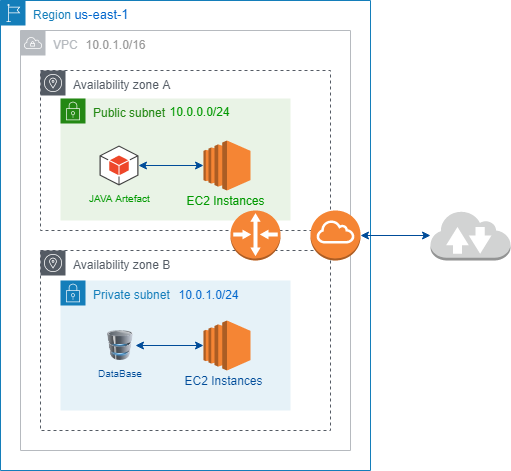 Region us-east-1
VPC 10.0.1.0/16
Availability zone A
Public subnet 10.0.0.0/24
JAVA Artefact
EC2 Instances
Availability zone B
Private subnet 10.0.1.0/24
DataBase
EC2 Instances